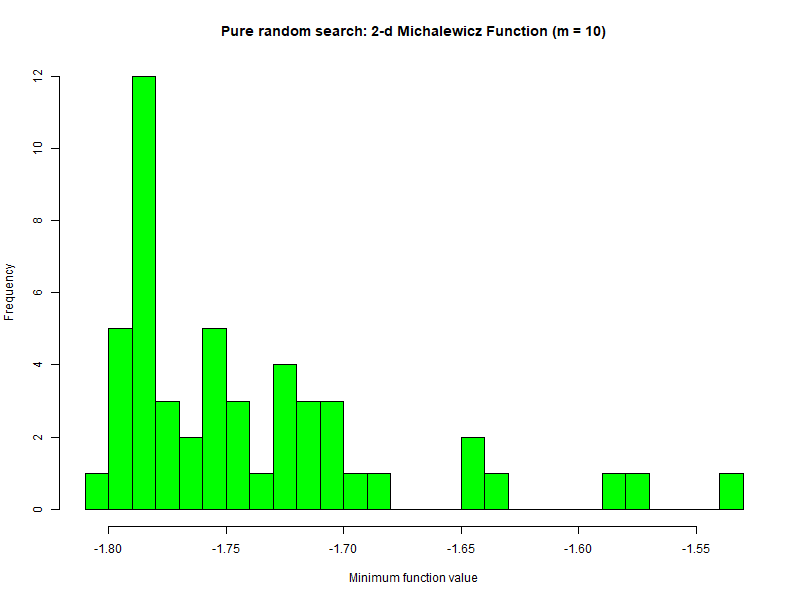 Pure random search: 2-d Michalewicz Function (m = 10)
Frequency
12
10
8
6
4
2
0
-1.80 -1.75 -1.70 -1.65 -1.60 -1.55
Minimum function value